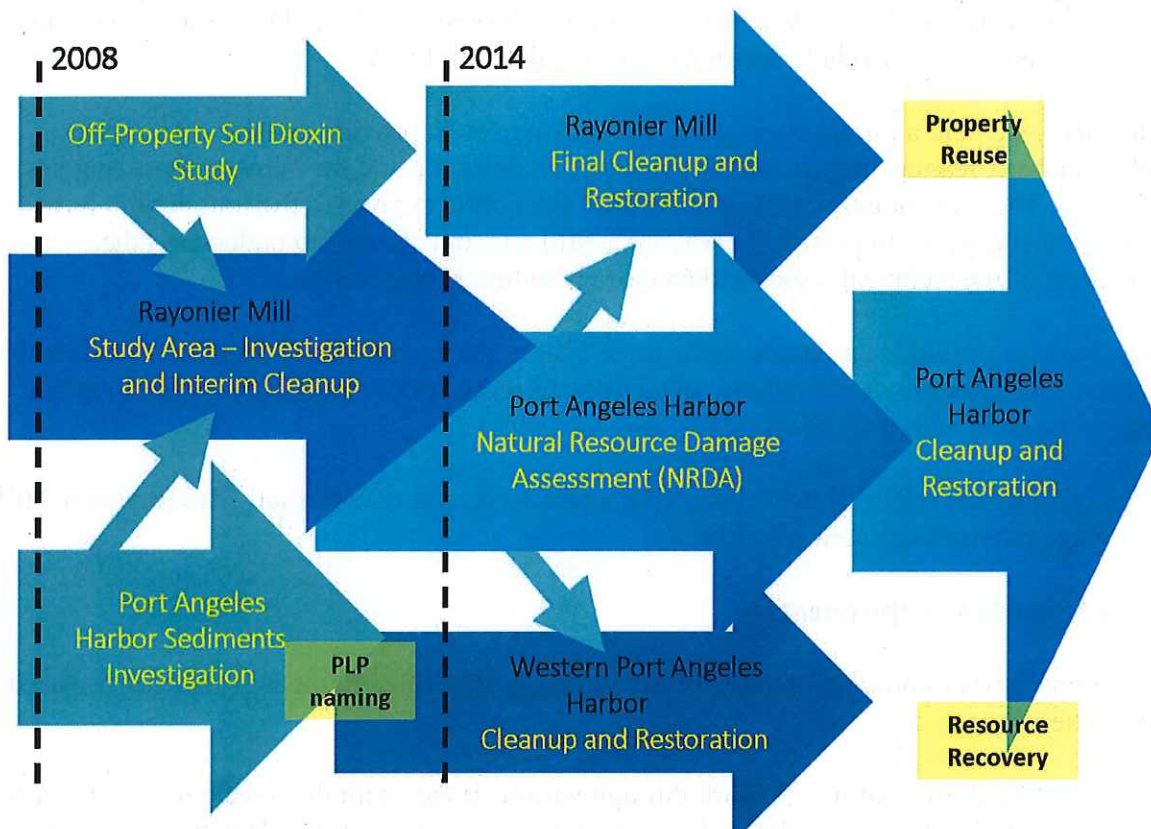 2008
2014
Off-Property Soil Dioxin
Study
Rayonier Mill
Final Cleanup and
Restoration
Property
Reuse
Rayonier Mill
Study Area – Investigation
and Interim Cleanup
Port Angeles Harbor
Natural Resource Damage
Assessment (NRDA)
Port Angeles
Harbor
Cleanup and
Restoration
Port Angeles
Harbor Sediments
Investigation
PLP
naming
Western Port Angeles
Harbor
Cleanup and Restoration
Resource
Recovery